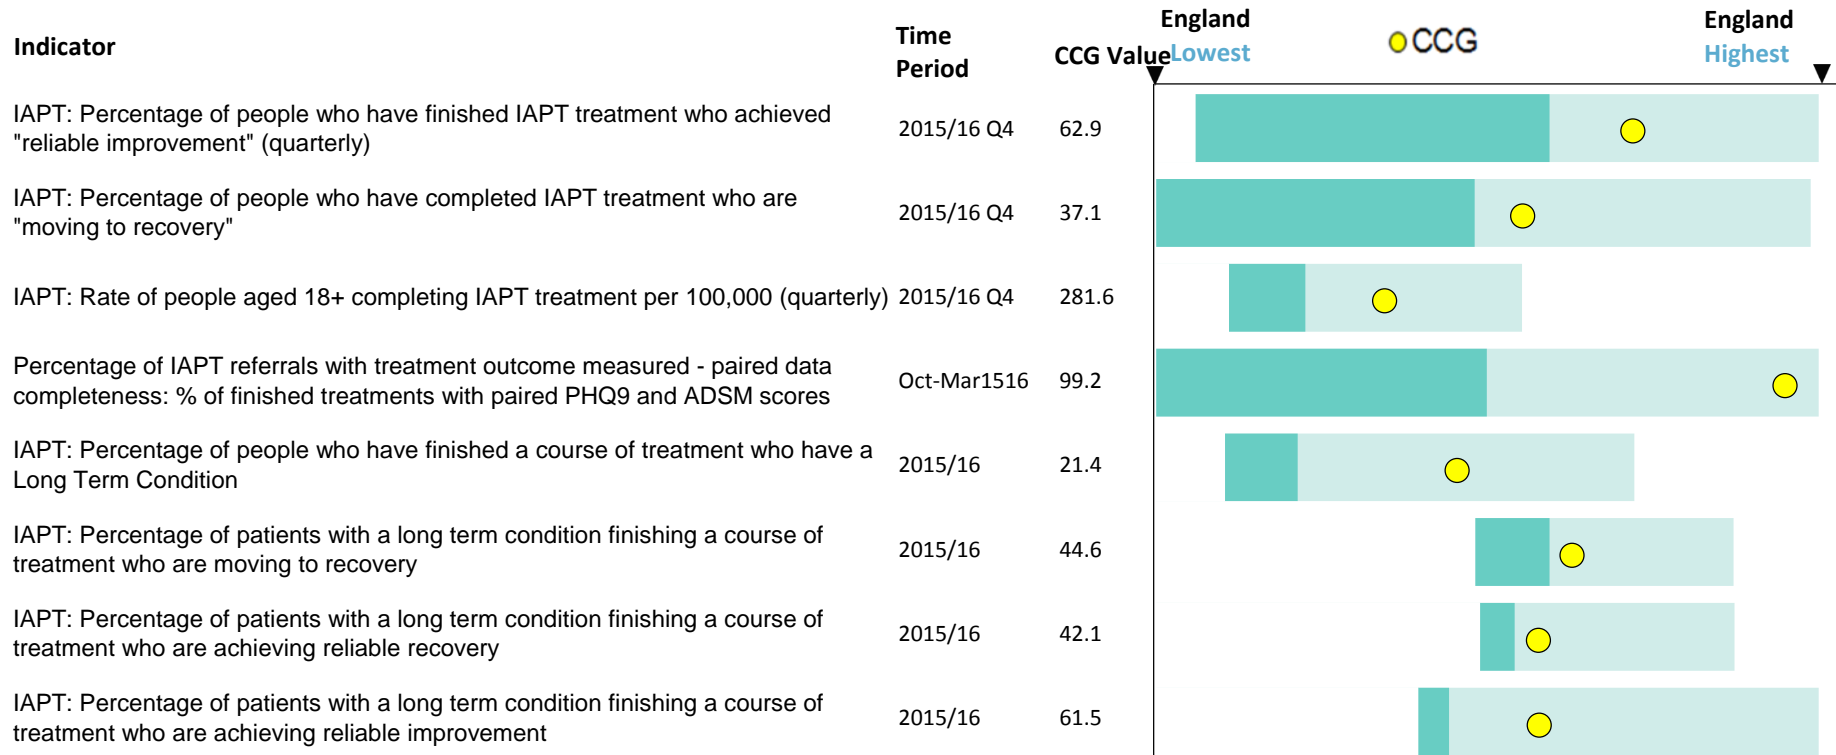 Indicator
Time
Period
CCG Value
England
Lowest
CCG
England
Highest
IAPT: Percentage of people who have finished IAPT treatment who achieved
"reliable improvement" (quarterly)
2015/16 Q4
62.9
IAPT: Percentage of people who have completed IAPT treatment who are
"moving to recovery"
2015/16 Q4
37.1
IAPT: Rate of people aged 18+ completing IAPT treatment per 100,000 (quarterly)
2015/16 Q4
281.6
Percentage of IAPT referrals with treatment outcome measured - paired data
completeness: % of finished treatments with paired PHQ9 and ADSM scores
Oct-Mar1516
99.2
IAPT: Percentage of people who have finished a course of treatment who have a
Long Term Condition
2015/16
21.4
IAPT: Percentage of patients with a long term condition finishing a course of
treatment who are moving to recovery
2015/16
44.6
IAPT: Percentage of patients with a long term condition finishing a course of
treatment who are achieving reliable recovery
2015/16
42.1
IAPT: Percentage of patients with a long term condition finishing a course of
treatment who are achieving reliable improvement
2015/16
61.5